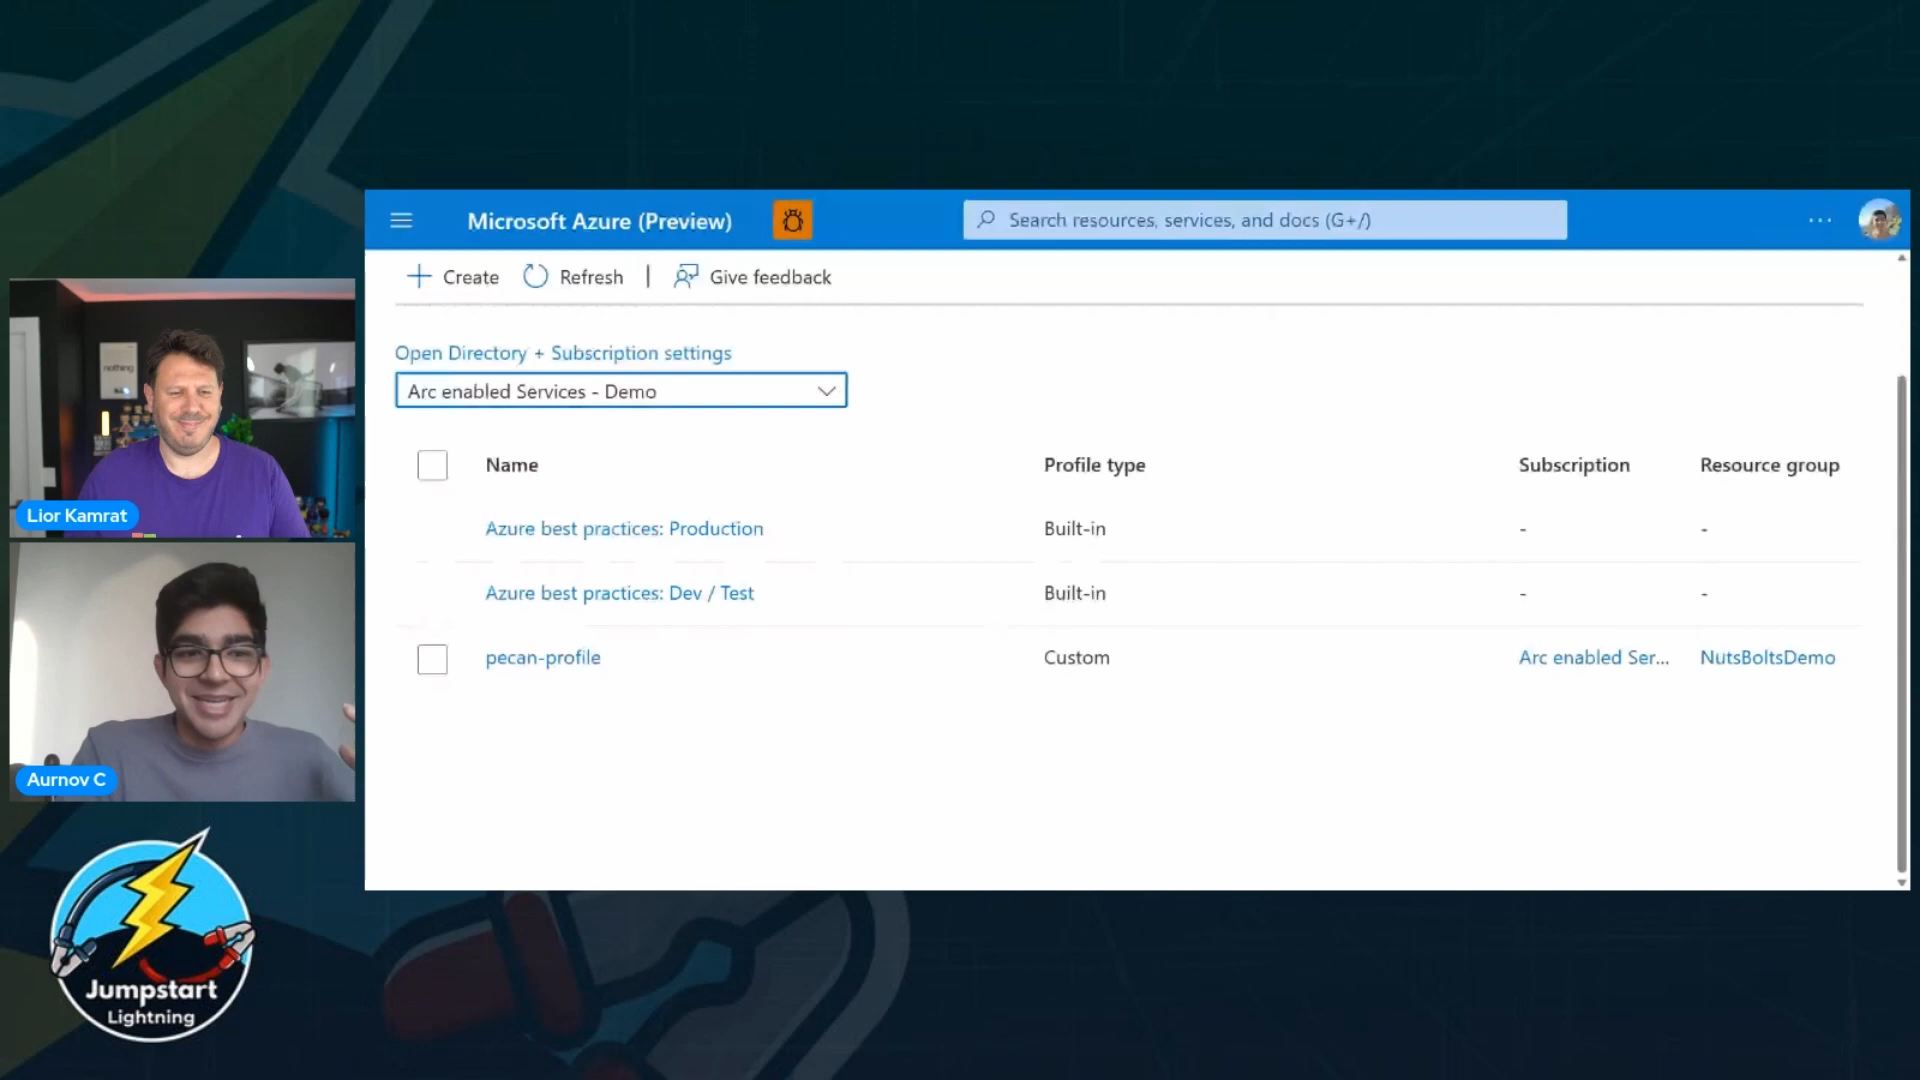 Microsoft Azure (Preview)
Search resources, services, and docs (G+/)
...
Create
Refresh
Give feedback
Open Directory + Subscription settings
Arc enabled Services - Demo
Name Profile type Subscription Resource group
Azure best practices: Production Built-in - -
Azure best practices: Dev / Test Built-in - -
pecan-profile Custom Arc enabled Ser... NutsBoltsDemo
nothing
Lior Kamrat
Aurnov C
Jumpstart
Lightning